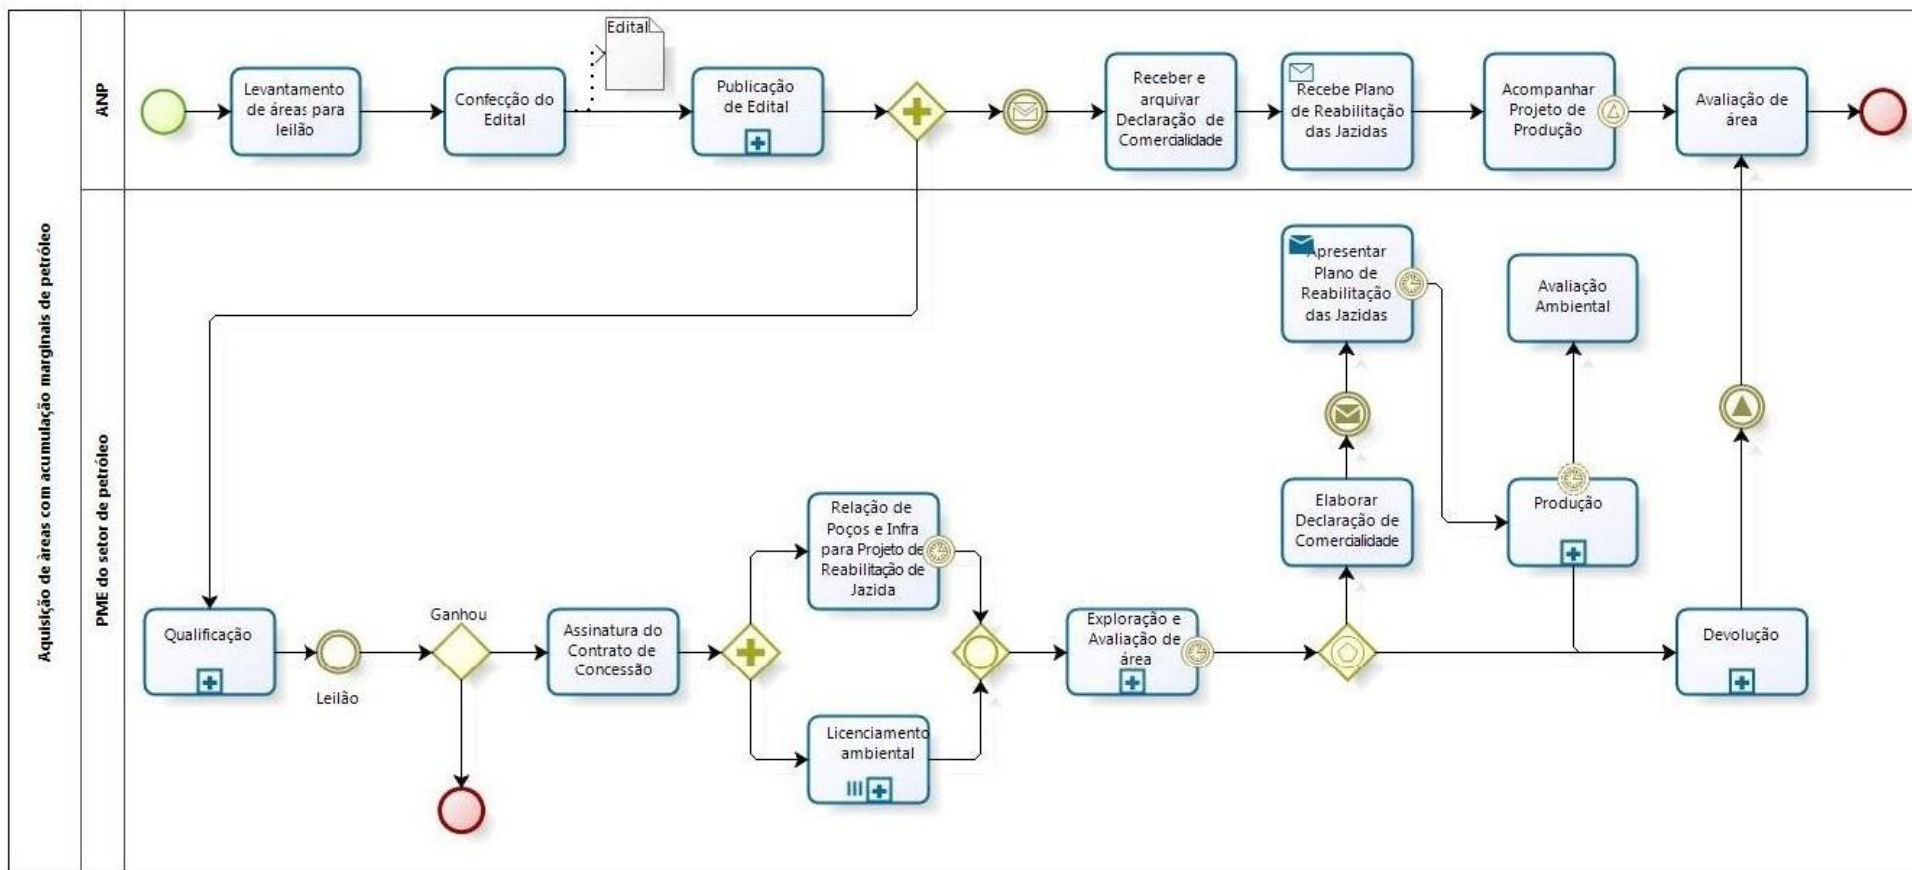 Aquisição de àreas com acumulação marginais de petróleo
ANP
Edital
Levantamento
de áreas para
leilão
Confecção do
Edital
Publicação
de Edital
Receber e
arquivar
Declaração de
Comercialidade
Recebe Plano
de Reabilitação
das Jazidas
Acompanhar
Projeto de
Produção
Avaliação de
área
PME do setor de petróleo
Apresentar
Plano de
Reabilitação
das Jazidas
Avaliação
Ambiental
Elaborar
Declaração de
Comercialidade
Produção
Relação de
Poços e Infra
para Projeto de
Reabilitação de
Jazida
Qualificação
Leilão
Ganhou
Assinatura do
Contrato de
Concessão
Licenciamento
ambiental
Exploração e
Avaliação de
área
Devolução